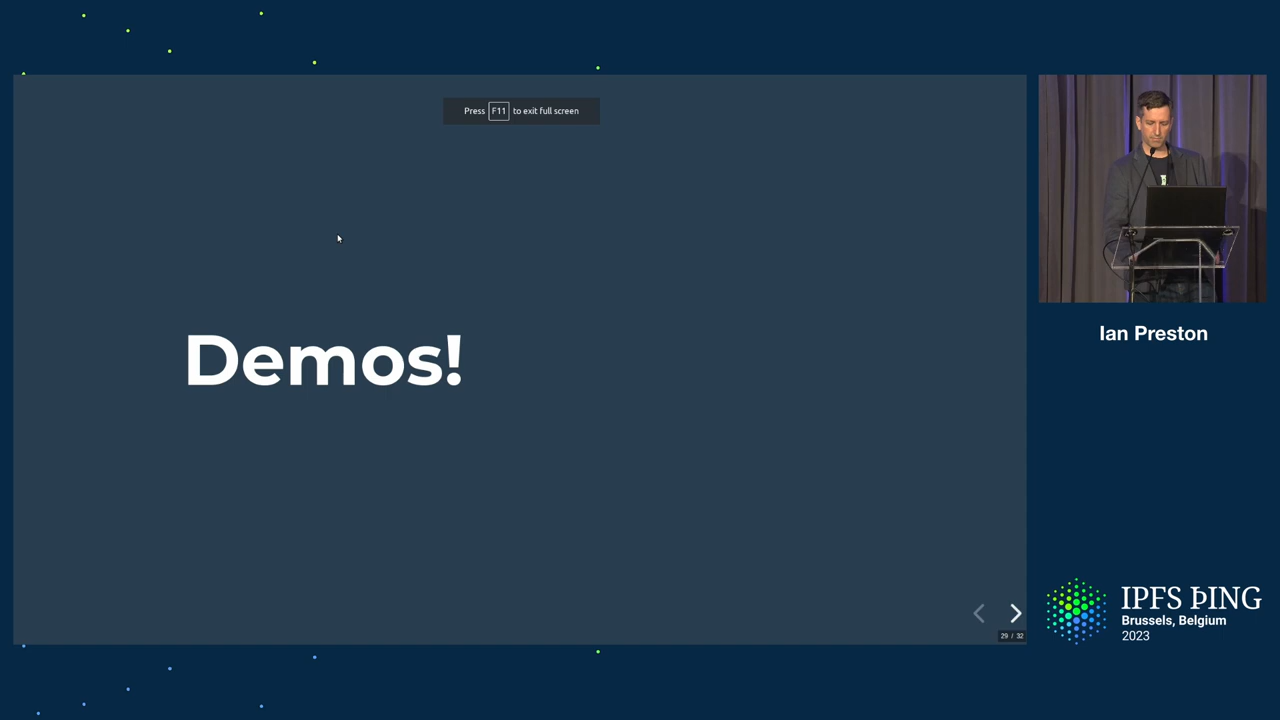 Press F11 to exit full screen
Demos!
29 / 32
Ian Preston
IPFS ÞING
Brussels, Belgium
2023